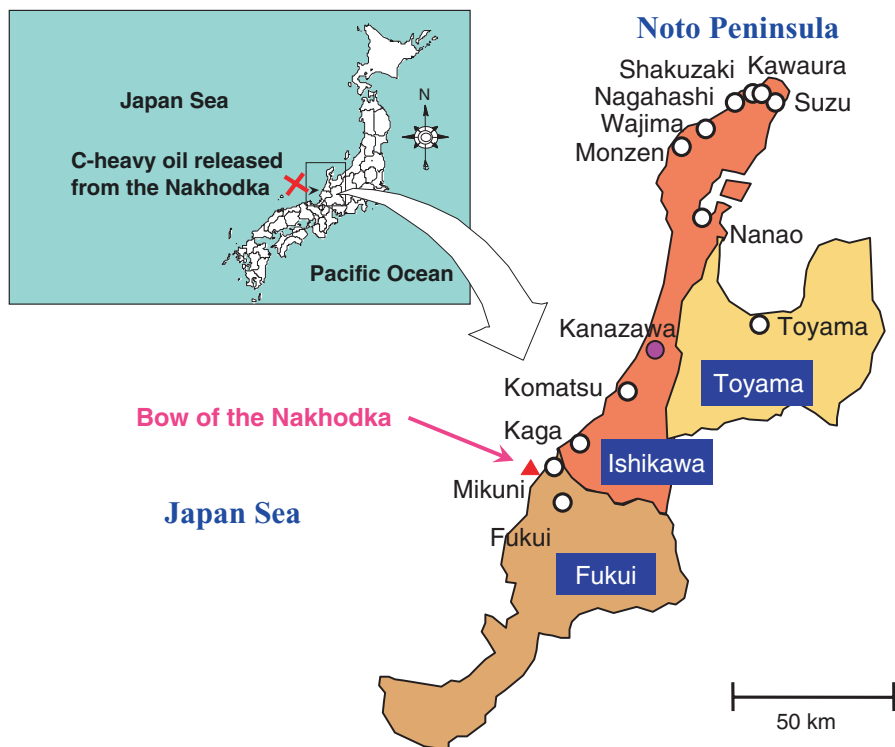 Japan Sea
N
C-heavy oil released
from the Nakhodka
Pacific Ocean
Noto Peninsula
Shakuzaki
Kawaura
Nagahashi
Suzu
Wajima
Monzen
Nanao
Kanazawa
Toyama
Komatsu
Toyama
Bow of the Nakhodka
Kaga
Ishikawa
Mikuni
Japan Sea
Fukui
Fukui
50 km